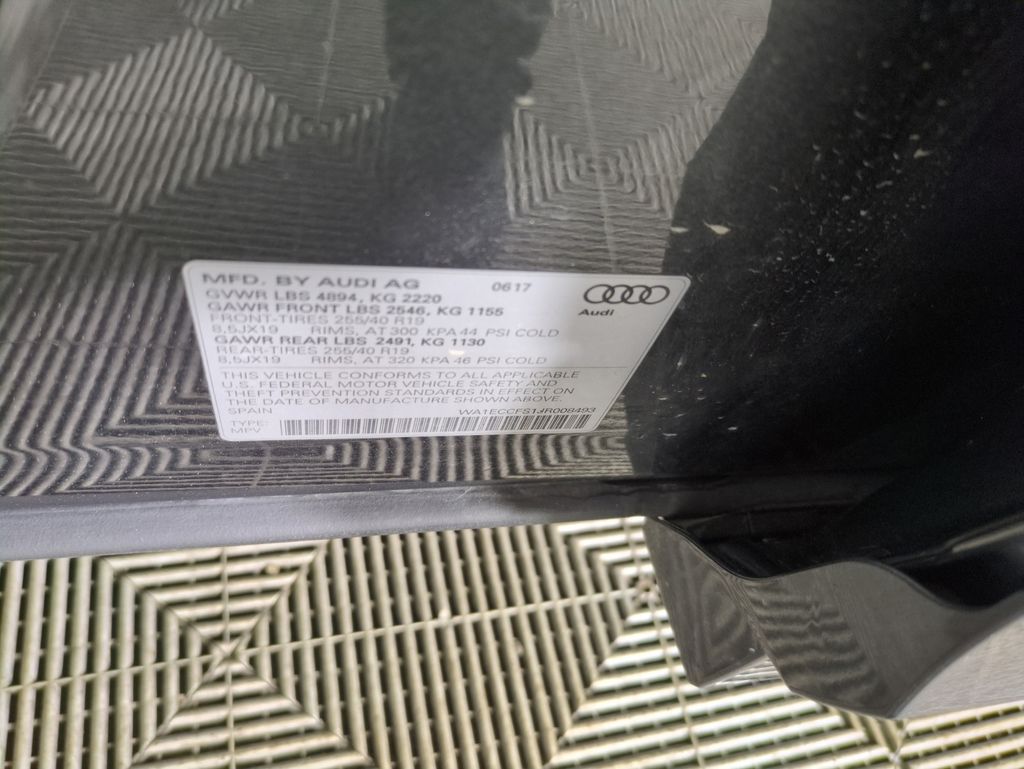 MFD. BY AUDI AG 0617
GVWR LBS 4894, KG 2220
GAWR FRONT LBS 2546, KG 1155
FRONT-TIRES 255/40 R19
8,5JX19 RIMS, AT 300 KPA 44 PSI COLD
GAWR REAR LBS 2491, KG 1130
REAR-TIRES 255/40 R19
8,5JX19 RIMS, AT 320 KPA 46 PSI COLD
Audi
THIS VEHICLE CONFORMS TO ALL APPLICABLE
U.S. FEDERAL MOTOR VEHICLE SAFETY AND
THEFT PREVENTION STANDARDS IN EFFECT ON
THE DATE OF MANUFACTURE SHOWN ABOVE.
SPAIN WA1ECCFS1JR008493
TYPE:
MPV